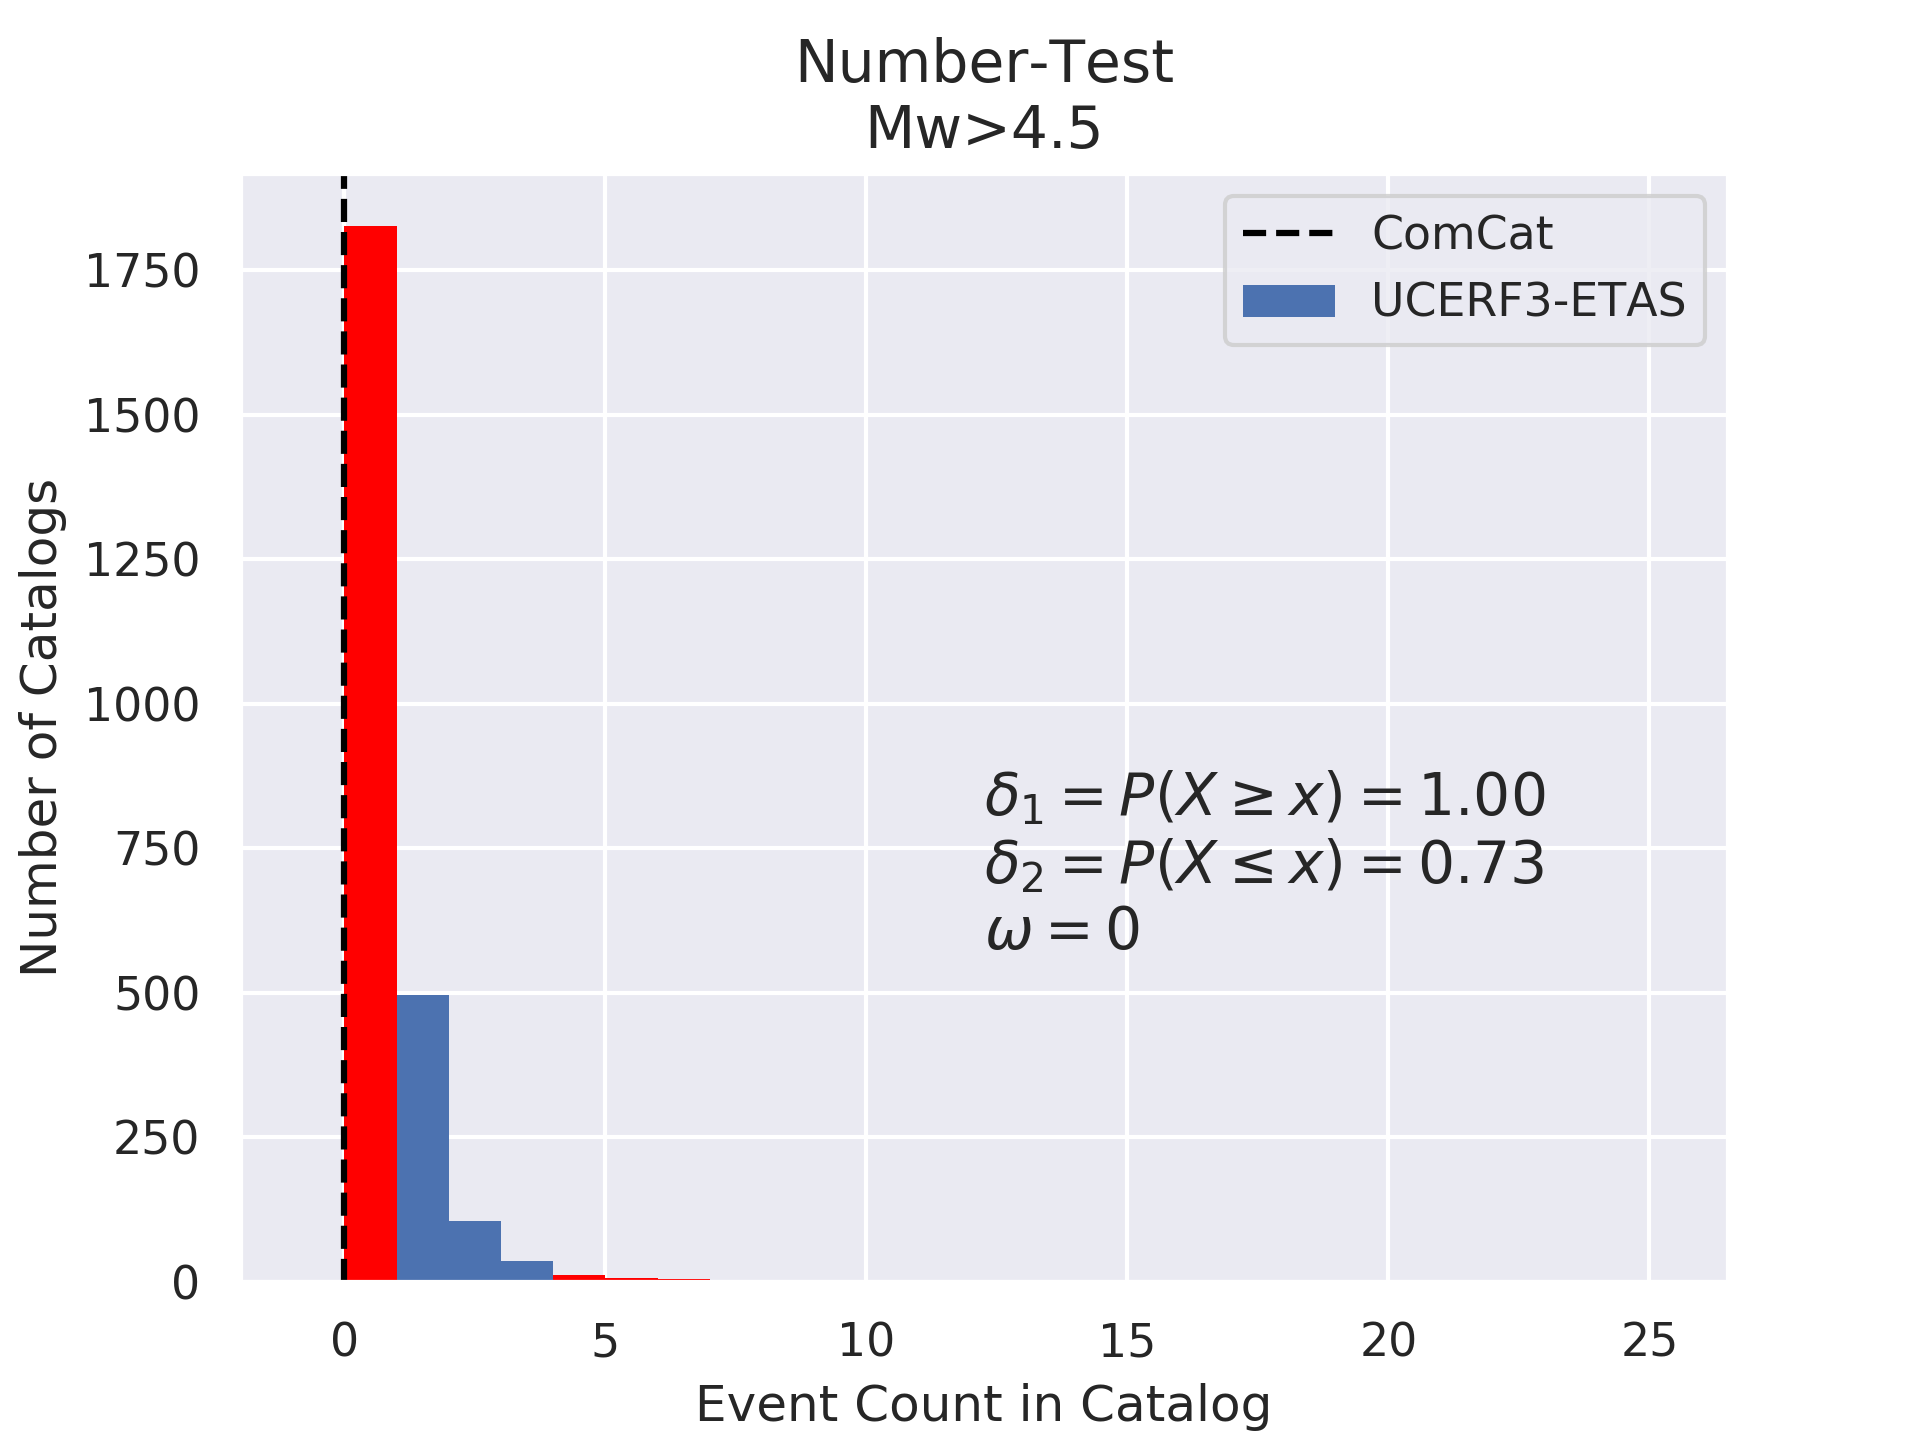 Number-Test
Mw>4.5
ComCat
UCERF3-ETAS
1750
1500
1250
1000
750
500
250
0
Number of Catalogs
δ₁ = P(X ≥ x) = 1.00
δ₂ = P(X ≤ x) = 0.73
ω = 0
0 5 10 15 20 25
Event Count in Catalog